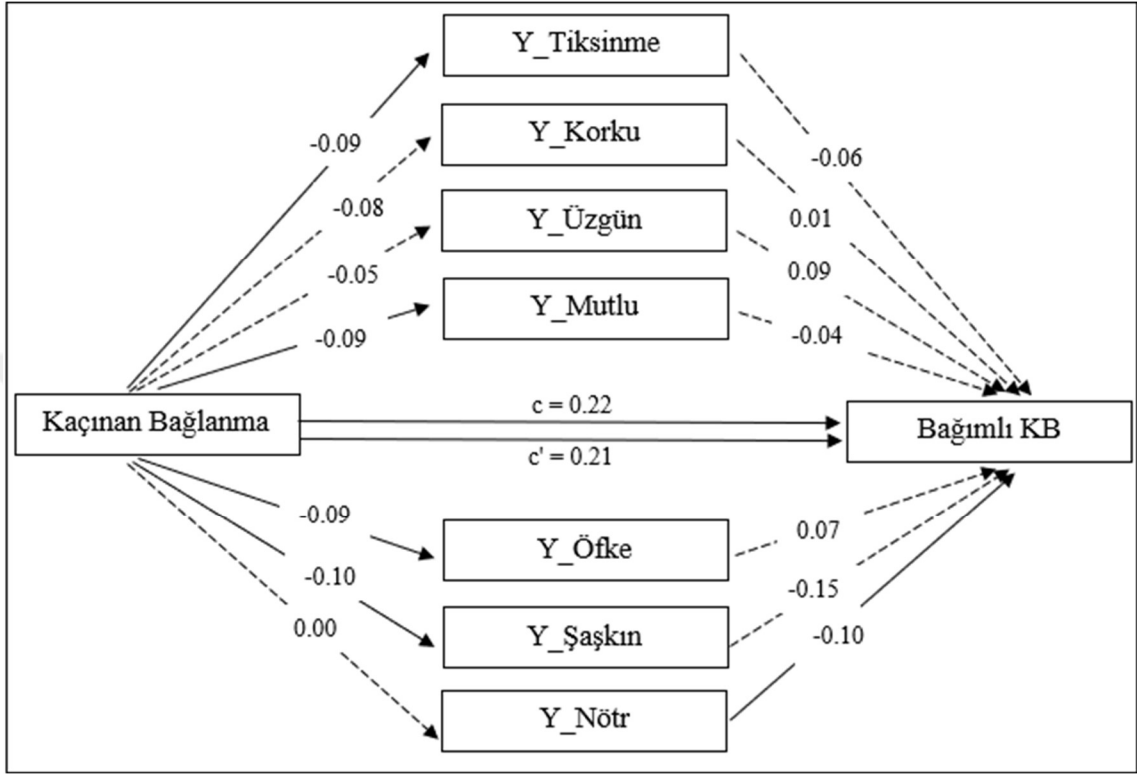 Y_Tiksinme
Y_Korku
Y_Üzgün
Y_Mutlu
-0.09
-0.08
-0.05
-0.09
-0.06
0.01
0.09
-0.04
Kaçınan Bağlanma
c = 0.22
c' = 0.21
Bağımlı KB
-0.09
-0.10
0.00
Y_Öfke
Y_Şaşkın
Y_Nötr
0.07
-0.15
-0.10